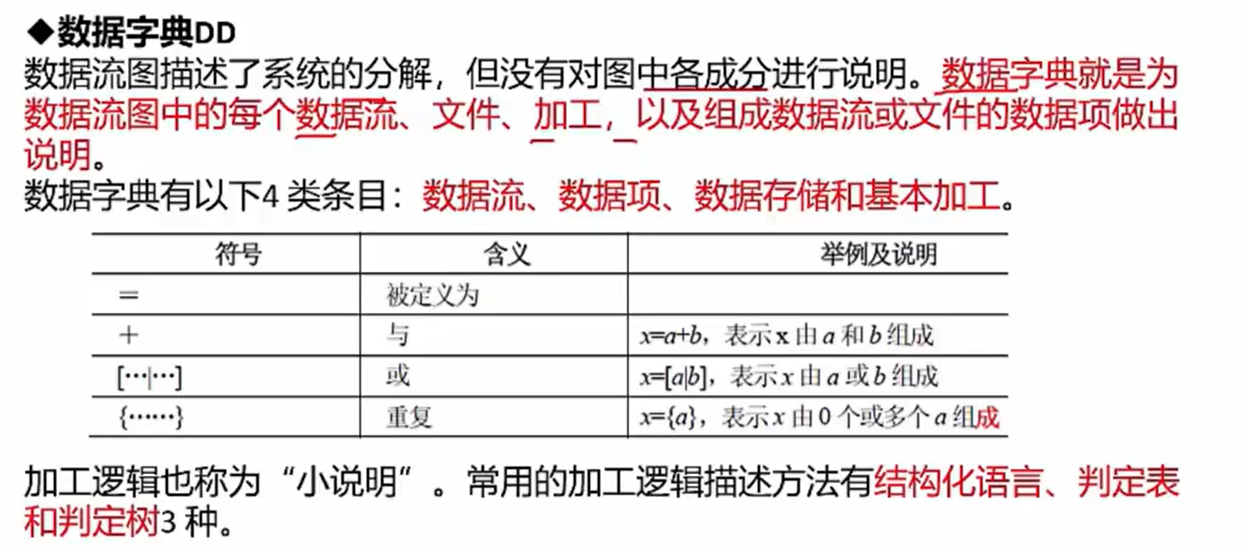 ◆数据字典DD
数据流图描述了系统的分解，但没有对图中各成分进行说明。数据字典就是为
数据流图中的每个数据流、文件、加工，以及组成数据流或文件的数据项做出
说明。
数据字典有以下4 类条目：数据流、数据项、数据存储和基本加工。
符号 含义 举例及说明
= 被定义为
+ 与 x=a+b，表示 x 由 a 和 b 组成
[…|…] 或 x=[a|b]，表示 x 由 a 或 b 组成
{……} 重复 x={a}，表示 x 由 0 个或多个 a 组成
加工逻辑也称为“小说明”。常用的加工逻辑描述方法有结构化语言、判定表
和判定树3 种。